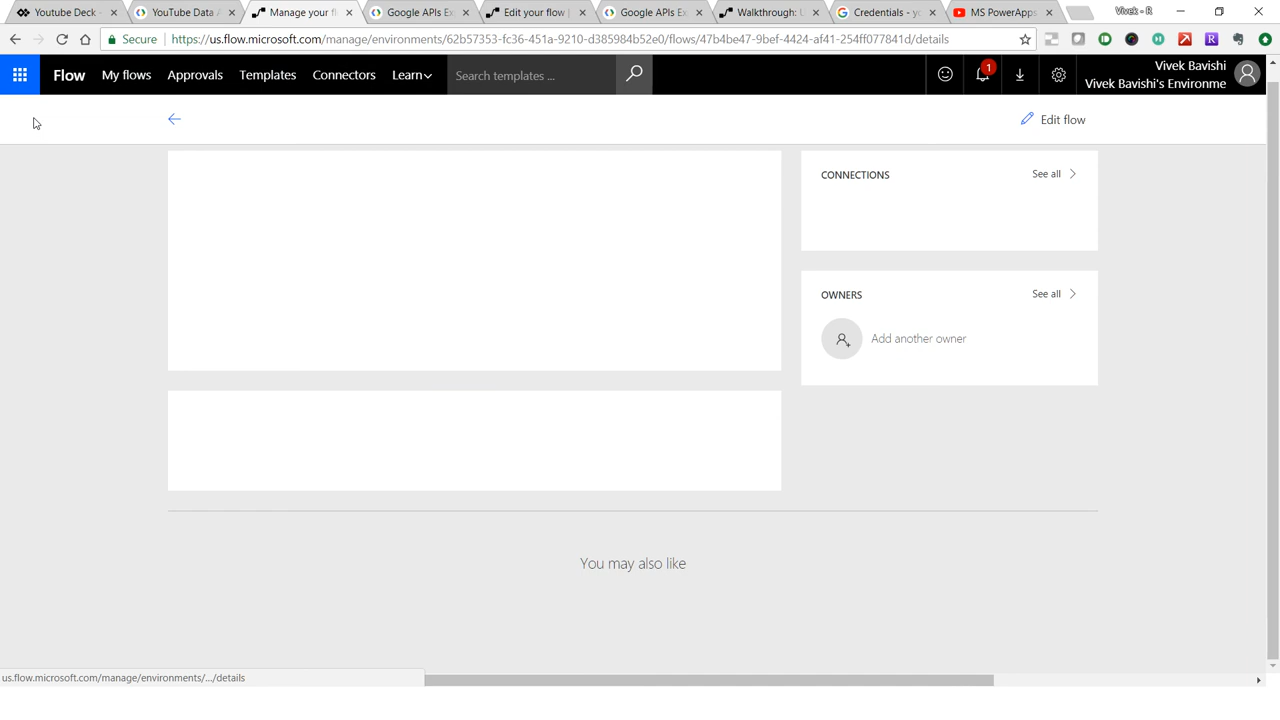 Youtube Deck -
YouTube Data A
Manage your fl
Google APIs Ex
Edit your flow |
Google APIs Ex
Walkthrough: U
Credentials - yo
MS PowerApps
Vivek - R
Secure
https://us.flow.microsoft.com/manage/environments/62b57353-fc36-451a-9210-d385984b52e0/flows/47b4be47-9bef-4424-af41-254ff077841d/details
Flow
My flows
Approvals
Templates
Connectors
Learn
Search templates ...
1
Vivek Bavishi
Vivek Bavishi's Environme
Edit flow
CONNECTIONS
See all
OWNERS
See all
Add another owner
You may also like
us.flow.microsoft.com/manage/environments/.../details